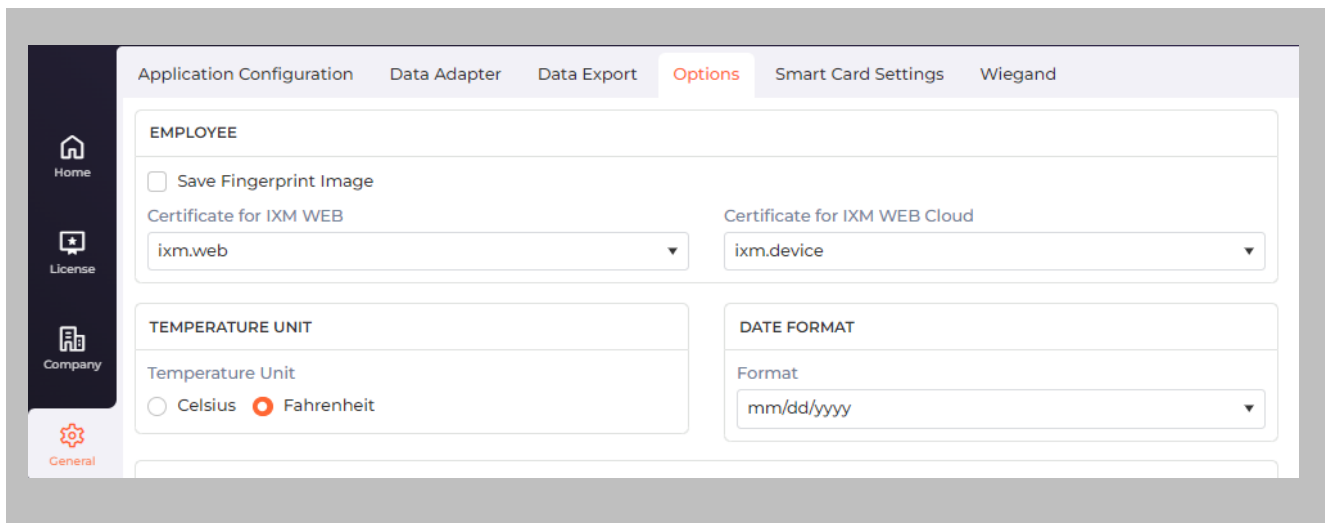 Application Configuration Data Adapter Data Export Options Smart Card Settings Wiegand
Home
License
Company
General
EMPLOYEE
Save Fingerprint Image
Certificate for IXM WEB
ixm.web
Certificate for IXM WEB Cloud
ixm.device
TEMPERATURE UNIT
Temperature Unit
Celsius Fahrenheit
DATE FORMAT
Format
mm/dd/yyyy